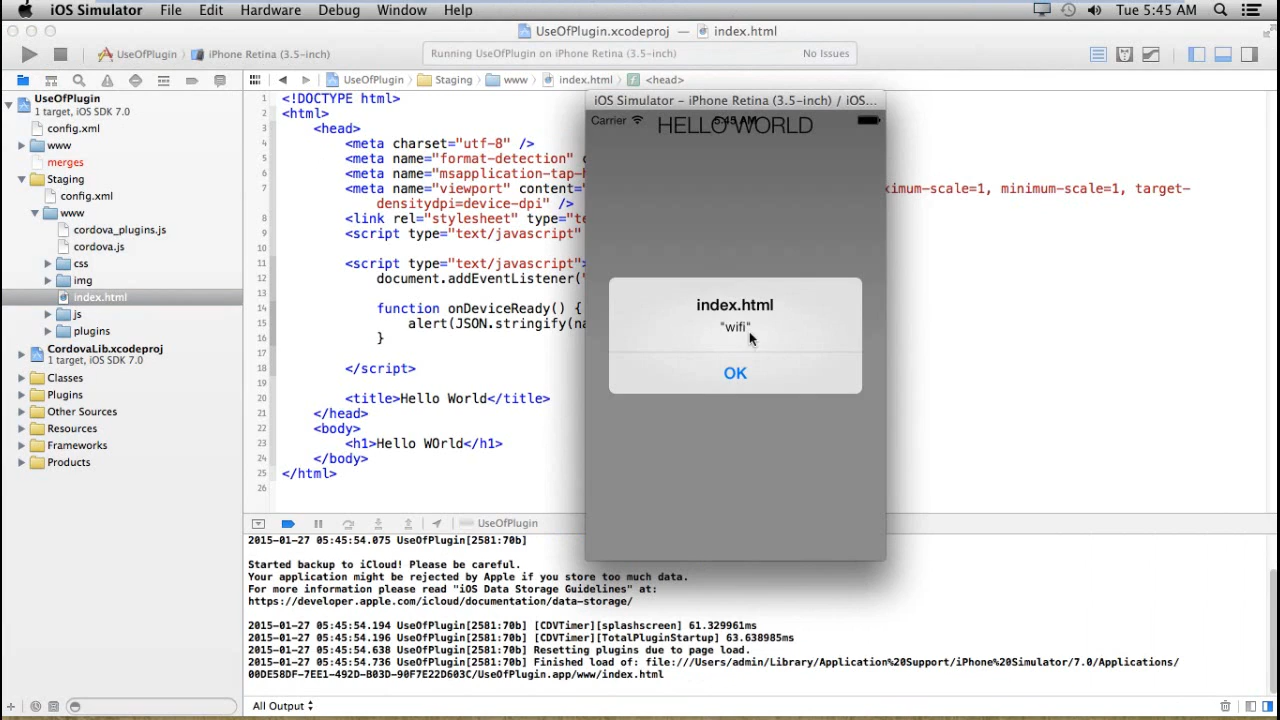 iOS Simulator File Edit Hardware Debug Window Help Tue 5:45 AM
UseOfPlugin.xcodeproj — index.html
UseOfPlugin iPhone Retina (3.5-inch) Running UseOfPlugin on iPhone Retina (3.5-inch) No Issues
UseOfPlugin Staging www index.html <head>
UseOfPlugin
1 target, iOS SDK 7.0
config.xml
www
merges
Staging
config.xml
www
cordova_plugins.js
cordova.js
css
img
index.html
js
plugins
CordovaLib.xcodeproj
1 target, iOS SDK 7.0
Classes
Plugins
Other Sources
Resources
Frameworks
Products
1 <!DOCTYPE html>
2 <html>
3 <head>
4 <meta charset="utf-8" />
5 <meta name="format-detection"
6 <meta name="msapplication-tap-h
7 <meta name="viewport" content=" ximum-scale=1, minimum-scale=1, target-
densitydpi=device-dpi" />
8 <link rel="stylesheet" type="te
9 <script type="text/javascript"
10
11 <script type="text/javascript">
12 document.addEventListener(
13
14 function onDeviceReady() {
15 alert(JSON.stringify(na
16 }
17
18 </script>
19
20 <title>Hello World</title>
21 </head>
22 <body>
23 <h1>Hello WOrld</h1>
24 </body>
25 </html>
26
iOS Simulator – iPhone Retina (3.5-inch) / iOS...
Carrier 5:45 AM
HELLO WORLD
index.html
"wifi"
OK
UseOfPlugin
2015-01-27 05:45:54.075 UseOfPlugin[2581:70b]
Started backup to iCloud! Please be careful.
Your application might be rejected by Apple if you store too much data.
For more information please read "iOS Data Storage Guidelines" at:
https://developer.apple.com/icloud/documentation/data-storage/
2015-01-27 05:45:54.194 UseOfPlugin[2581:70b] [CDVTimer][splashscreen] 61.329961ms
2015-01-27 05:45:54.196 UseOfPlugin[2581:70b] [CDVTimer][TotalPluginStartup] 63.638985ms
2015-01-27 05:45:54.638 UseOfPlugin[2581:70b] Resetting plugins due to page load.
2015-01-27 05:45:54.736 UseOfPlugin[2581:70b] Finished load of: file:///Users/admin/Library/Application%20Support/iPhone%20Simulator/7.0/Applications/
00DE58DF-7EE1-492D-B03D-90F7E22D603C/UseOfPlugin.app/www/index.html
All Output